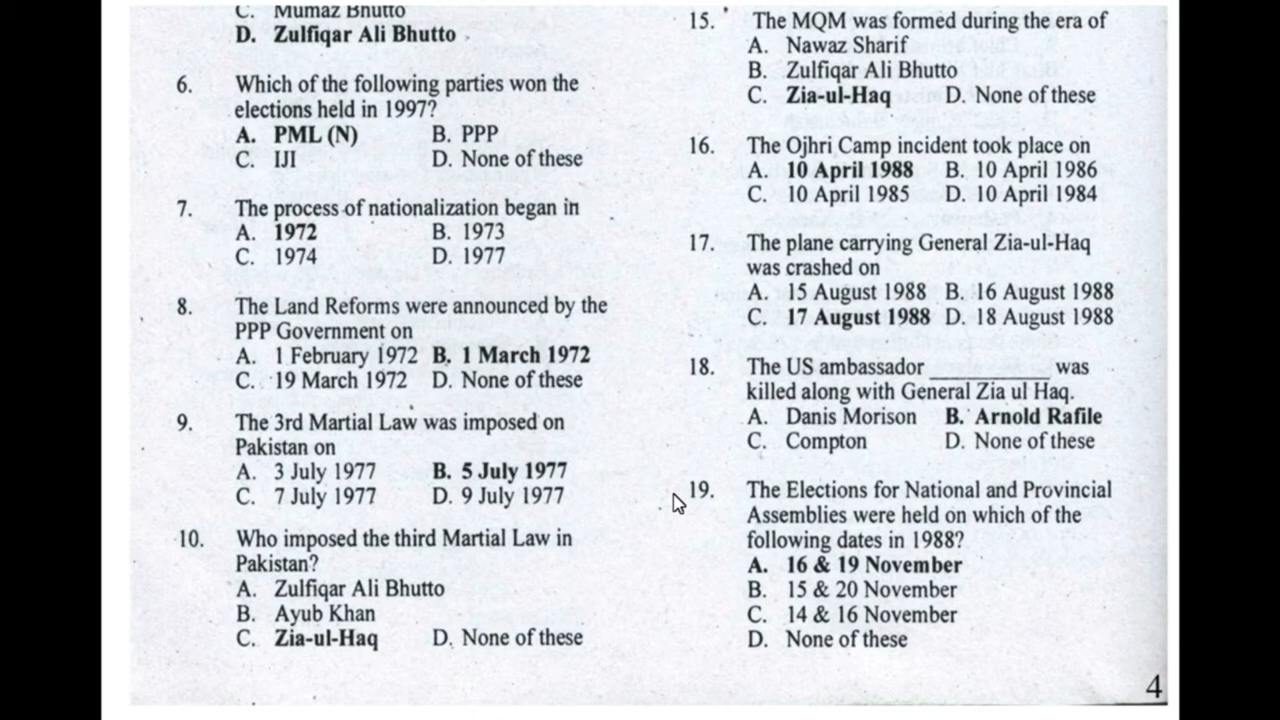 C. Mumaz Bhutto
D. Zulfiqar Ali Bhutto
6. Which of the following parties won the
elections held in 1997?
A. PML (N) B. PPP
C. IJI D. None of these
7. The process of nationalization began in
A. 1972 B. 1973
C. 1974 D. 1977
8. The Land Reforms were announced by the
PPP Government on
A. 1 February 1972 B. 1 March 1972
C. 19 March 1972 D. None of these
9. The 3rd Martial Law was imposed on
Pakistan on
A. 3 July 1977 B. 5 July 1977
C. 7 July 1977 D. 9 July 1977
10. Who imposed the third Martial Law in
Pakistan?
A. Zulfiqar Ali Bhutto
B. Ayub Khan
C. Zia-ul-Haq D. None of these
15. The MQM was formed during the era of
A. Nawaz Sharif
B. Zulfiqar Ali Bhutto
C. Zia-ul-Haq D. None of these
16. The Ojhri Camp incident took place on
A. 10 April 1988 B. 10 April 1986
C. 10 April 1985 D. 10 April 1984
17. The plane carrying General Zia-ul-Haq
was crashed on
A. 15 August 1988 B. 16 August 1988
C. 17 August 1988 D. 18 August 1988
18. The US ambassador __________ was
killed along with General Zia ul Haq.
A. Danis Morison B. Arnold Rafile
C. Compton D. None of these
19. The Elections for National and Provincial
Assemblies were held on which of the
following dates in 1988?
A. 16 & 19 November
B. 15 & 20 November
C. 14 & 16 November
D. None of these
4